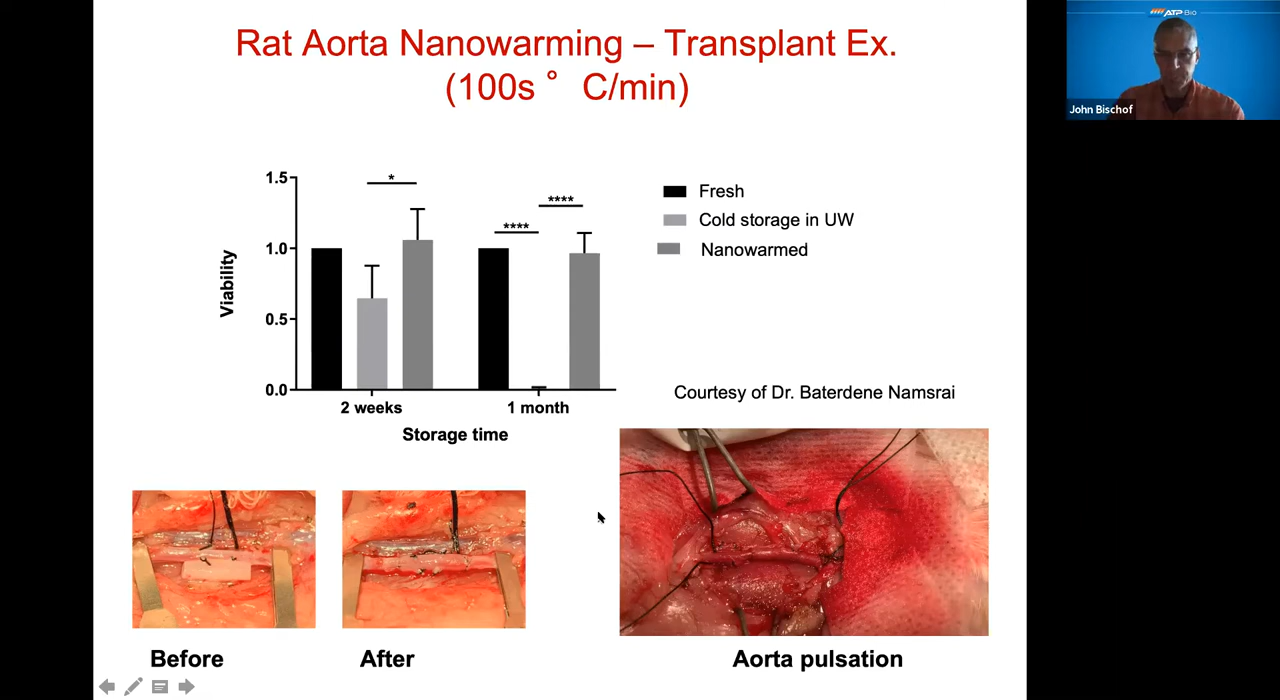 Rat Aorta Nanowarming – Transplant Ex.
(100s ° C/min)
ATP Bio
John Bischof
1.5
1.0
0.5
0.0
Viability
*
****
****
2 weeks
1 month
Storage time
Fresh
Cold storage in UW
Nanowarmed
Courtesy of Dr. Baterdene Namsrai
Before
After
Aorta pulsation